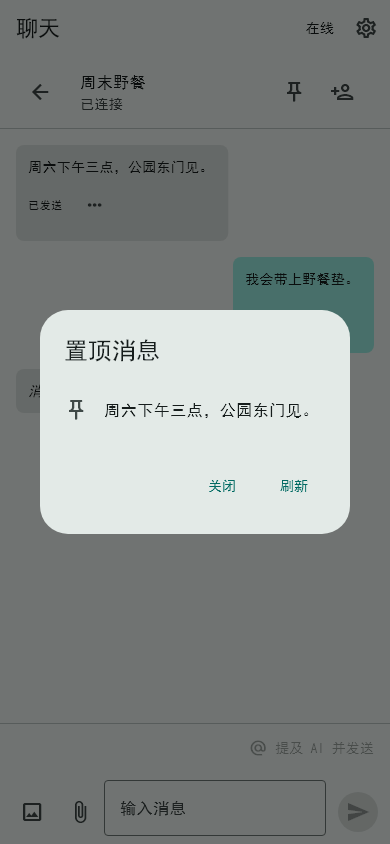 聊天
在线
周末野餐
已连接
周六下午三点，公园东门见。
已发送
我会带上野餐垫。
消
置顶消息
周六下午三点，公园东门见。
关闭
刷新
提及 AI 并发送
输入消息